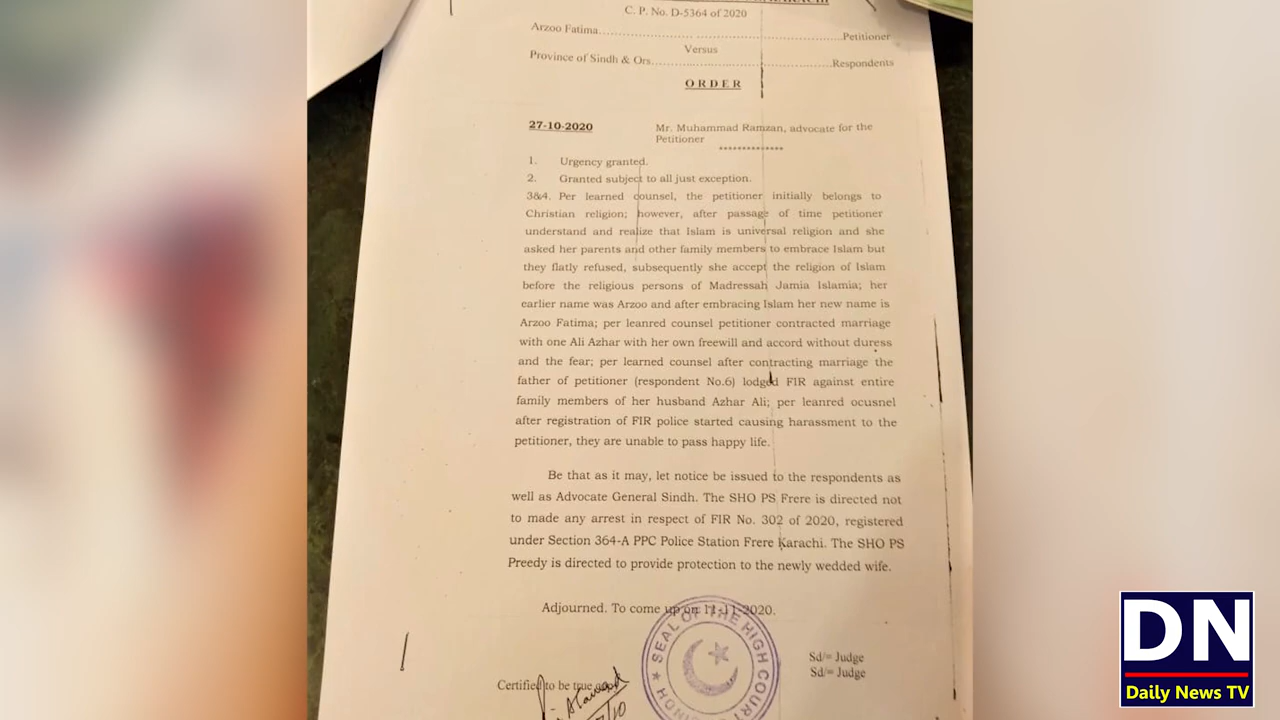 C. P. No. D-5364 of 2020
Arzoo Fatima.................................................................Petitioner
Versus
Province of Sindh & Ors................................................Respondents
ORDER
27-10-2020 Mr. Muhammad Ramzan, advocate for the
Petitioner
*************
1. Urgency granted.
2. Granted subject to all just exception.
3&4. Per learned counsel, the petitioner initially belongs to
Christian religion; however, after passage of time petitioner
understand and realize that Islam is universal religion and she
asked her parents and other family members to embrace Islam but
they flatly refused, subsequently she accept the religion of Islam
before the religious persons of Madressah Jamia Islamia; her
earlier name was Arzoo and after embracing Islam her new name is
Arzoo Fatima; per leanred counsel petitioner contracted marriage
with one Ali Azhar with her own freewill and accord without duress
and the fear; per learned counsel after contracting marriage the
father of petitioner (respondent No.6) lodged FIR against entire
family members of her husband Azhar Ali; per leanred ocusnel
after registration of FIR police started causing harassment to the
petitioner, they are unable to pass happy life.
Be that as it may, let notice be issued to the respondents as
well as Advocate General Sindh. The SHO PS Frere is directed not
to made any arrest in respect of FIR No. 302 of 2020, registered
under Section 364-A PPC Police Station Frere Karachi. The SHO PS
Preedy is directed to provide protection to the newly wedded wife.
Adjourned. To come up on 11-11-2020.
SEAL OF THE HIGH COURT
SINDH
Sd/= Judge
Sd/= Judge
Certified to be true
DN
Daily News TV